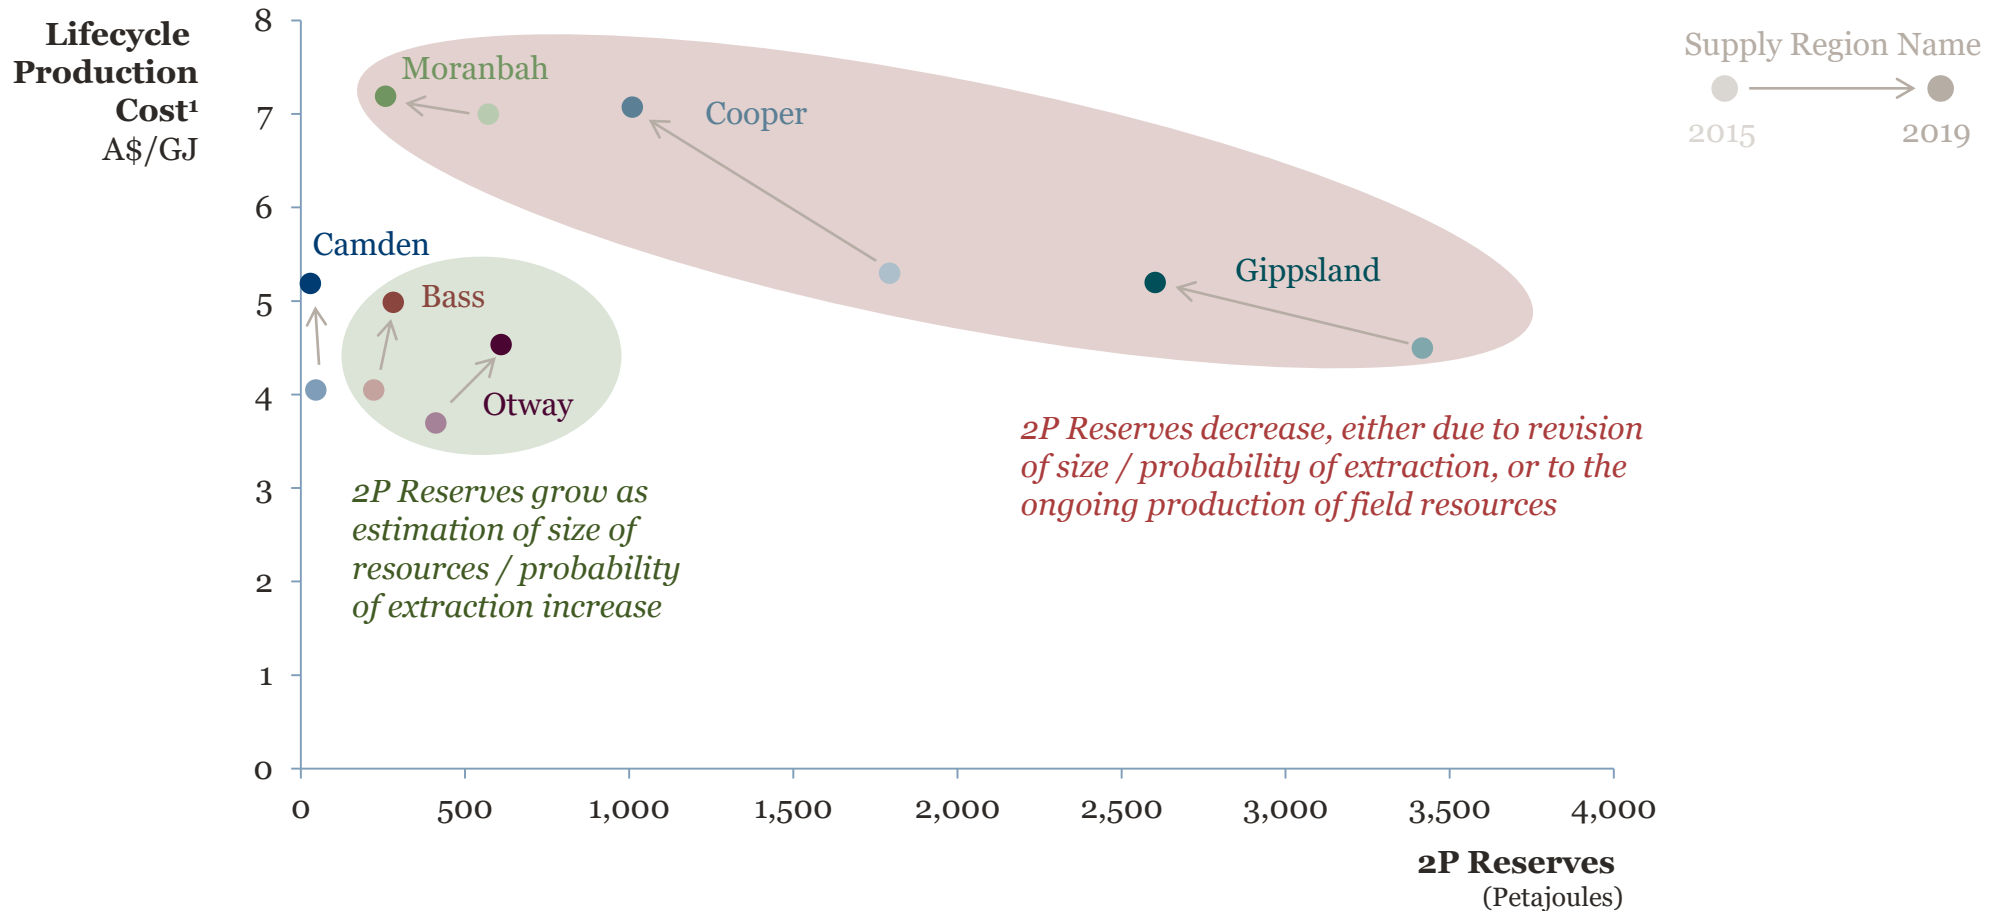 Lifecycle
Production
Cost¹
A$/GJ
8
7
6
5
4
3
2
1
0
Moranbah
Cooper
Camden
Bass
Gippsland
Otway
Supply Region Name
2015
2019
2P Reserves grow as
estimation of size of
resources / probability
of extraction increase
2P Reserves decrease, either due to revision
of size / probability of extraction, or to the
ongoing production of field resources
0
500
1,000
1,500
2,000
2,500
3,000
3,500
4,000
2P Reserves
(Petajoules)